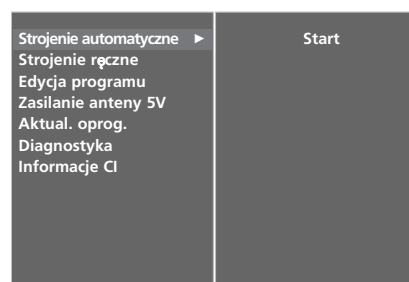 Strojenie automatyczne ► Start
Strojenie ręczne
Edycja programu
Zasilanie anteny 5V
Aktual. oprog.
Diagnostyka
Informacje CI